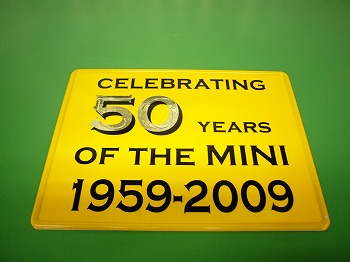 CELEBRATING
50 YEARS
OF THE MINI
1959-2009